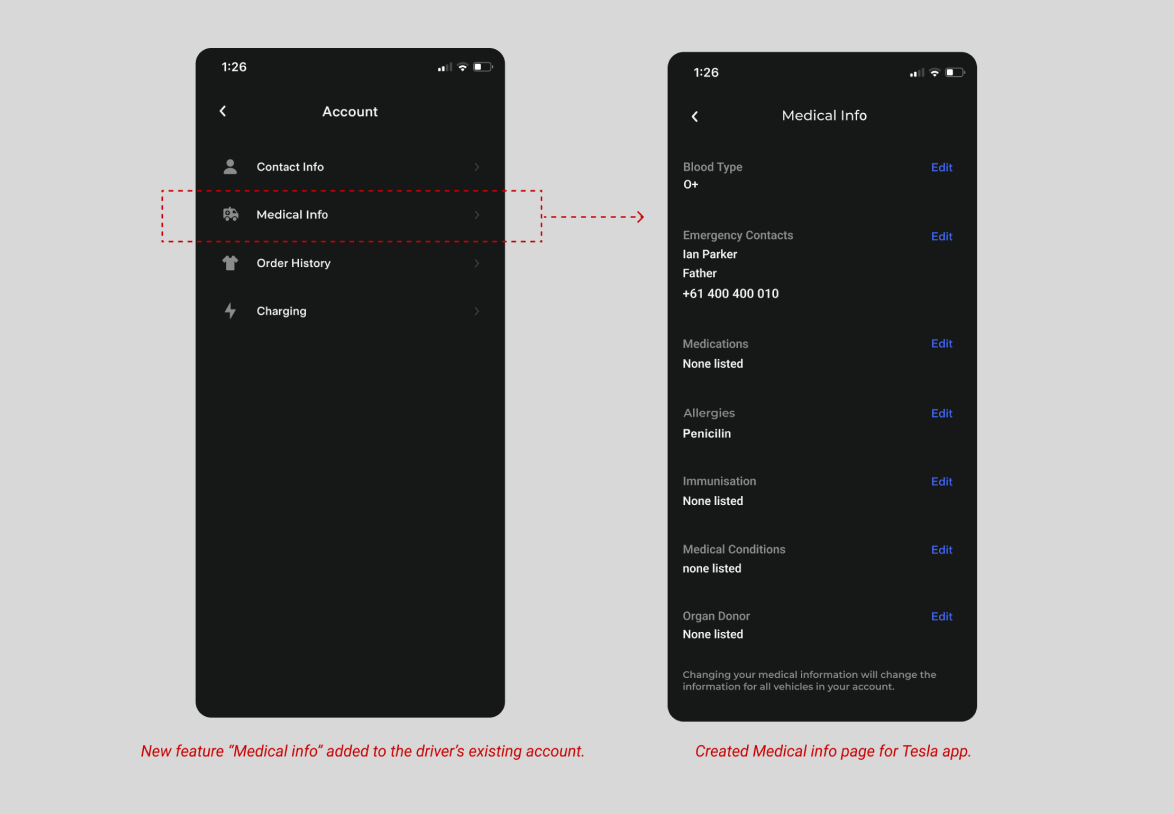 1:26
Account
Contact Info
Medical Info
Order History
Charging
New feature “Medical info” added to the driver’s existing account.
1:26
Medical Info
Blood Type
Edit
O+
Emergency Contacts
Edit
Ian Parker
Father
+61 400 400 010
Medications
Edit
None listed
Allergies
Edit
Penicilin
Immunisation
Edit
None listed
Medical Conditions
Edit
none listed
Organ Donor
Edit
None listed
Changing your medical information will change the
information for all vehicles in your account.
Created Medical info page for Tesla app.